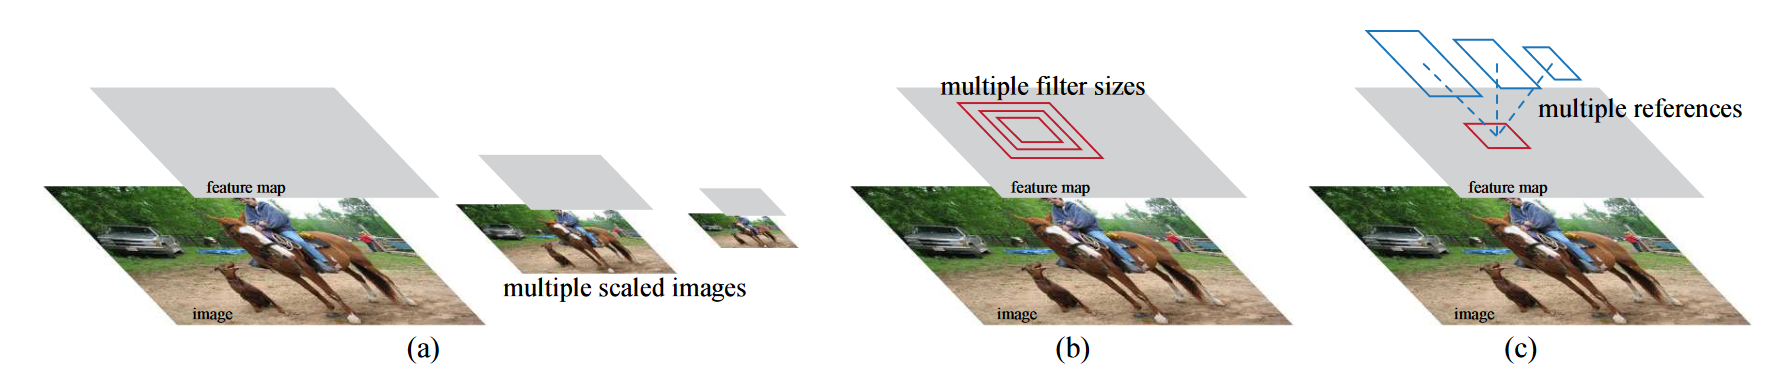 feature map
image
multiple scaled images
(a)
multiple filter sizes
feature map
image
(b)
multiple references
feature map
image
(c)